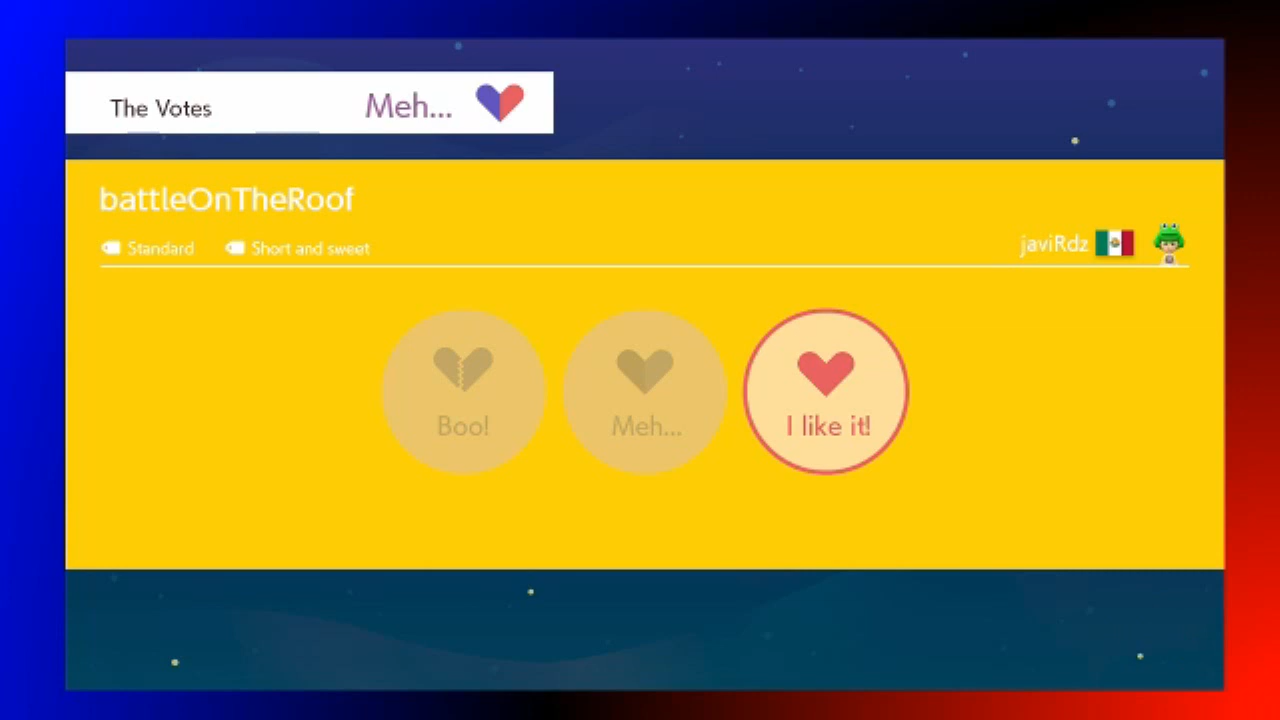 The Votes Meh...
battleOnTheRoof
Standard Short and sweet
javiRdz
Boo! Meh... I like it!